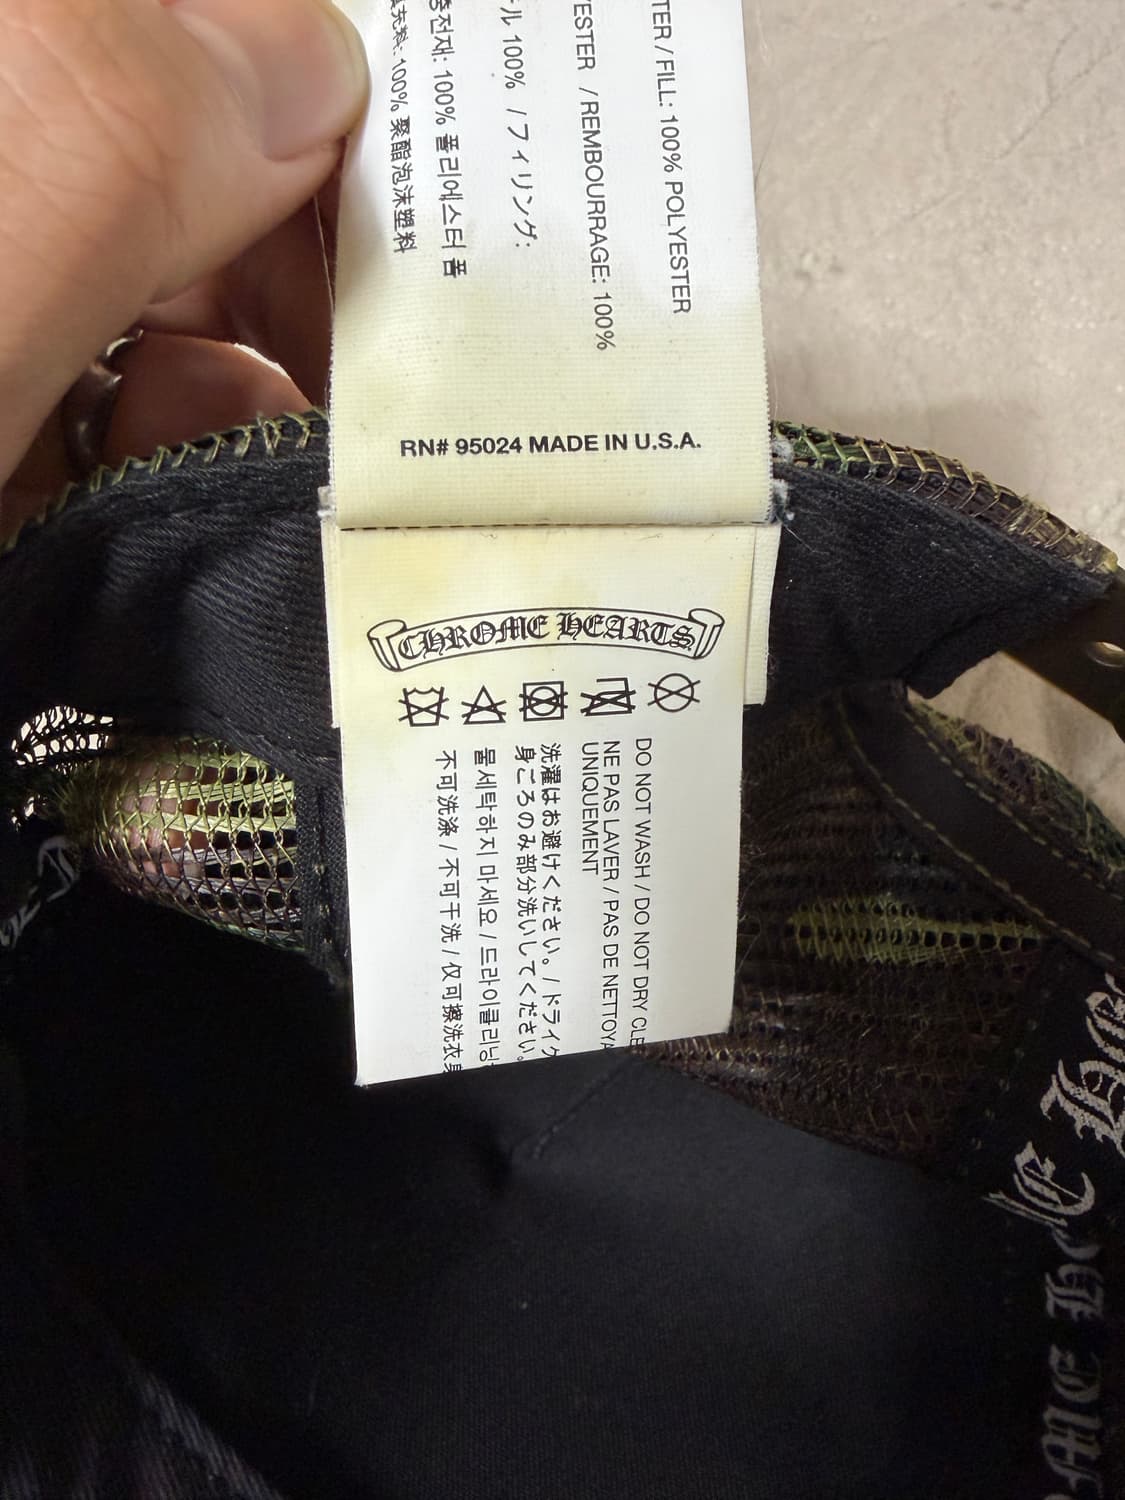 / FILL: 100% POLYESTER
/ REMBOURRAGE: 100%
100% / フィリング:
충전재: 100% 폴리에스터 폼
充料: 100% 聚酯泡沫塑料
RN# 95024 MADE IN U.S.A.
CHROME HEARTS
DO NOT WASH / DO NOT DRY
NE PAS LAVER / PAS DE
UNIQUEMENT
洗濯はお避けください。/ ドライ
身ごろのみ部分洗いしてください。
물세탁하지 마세요 / 드라이클리닝
不可洗涤 / 不可干洗 / 仅可擦洗衣